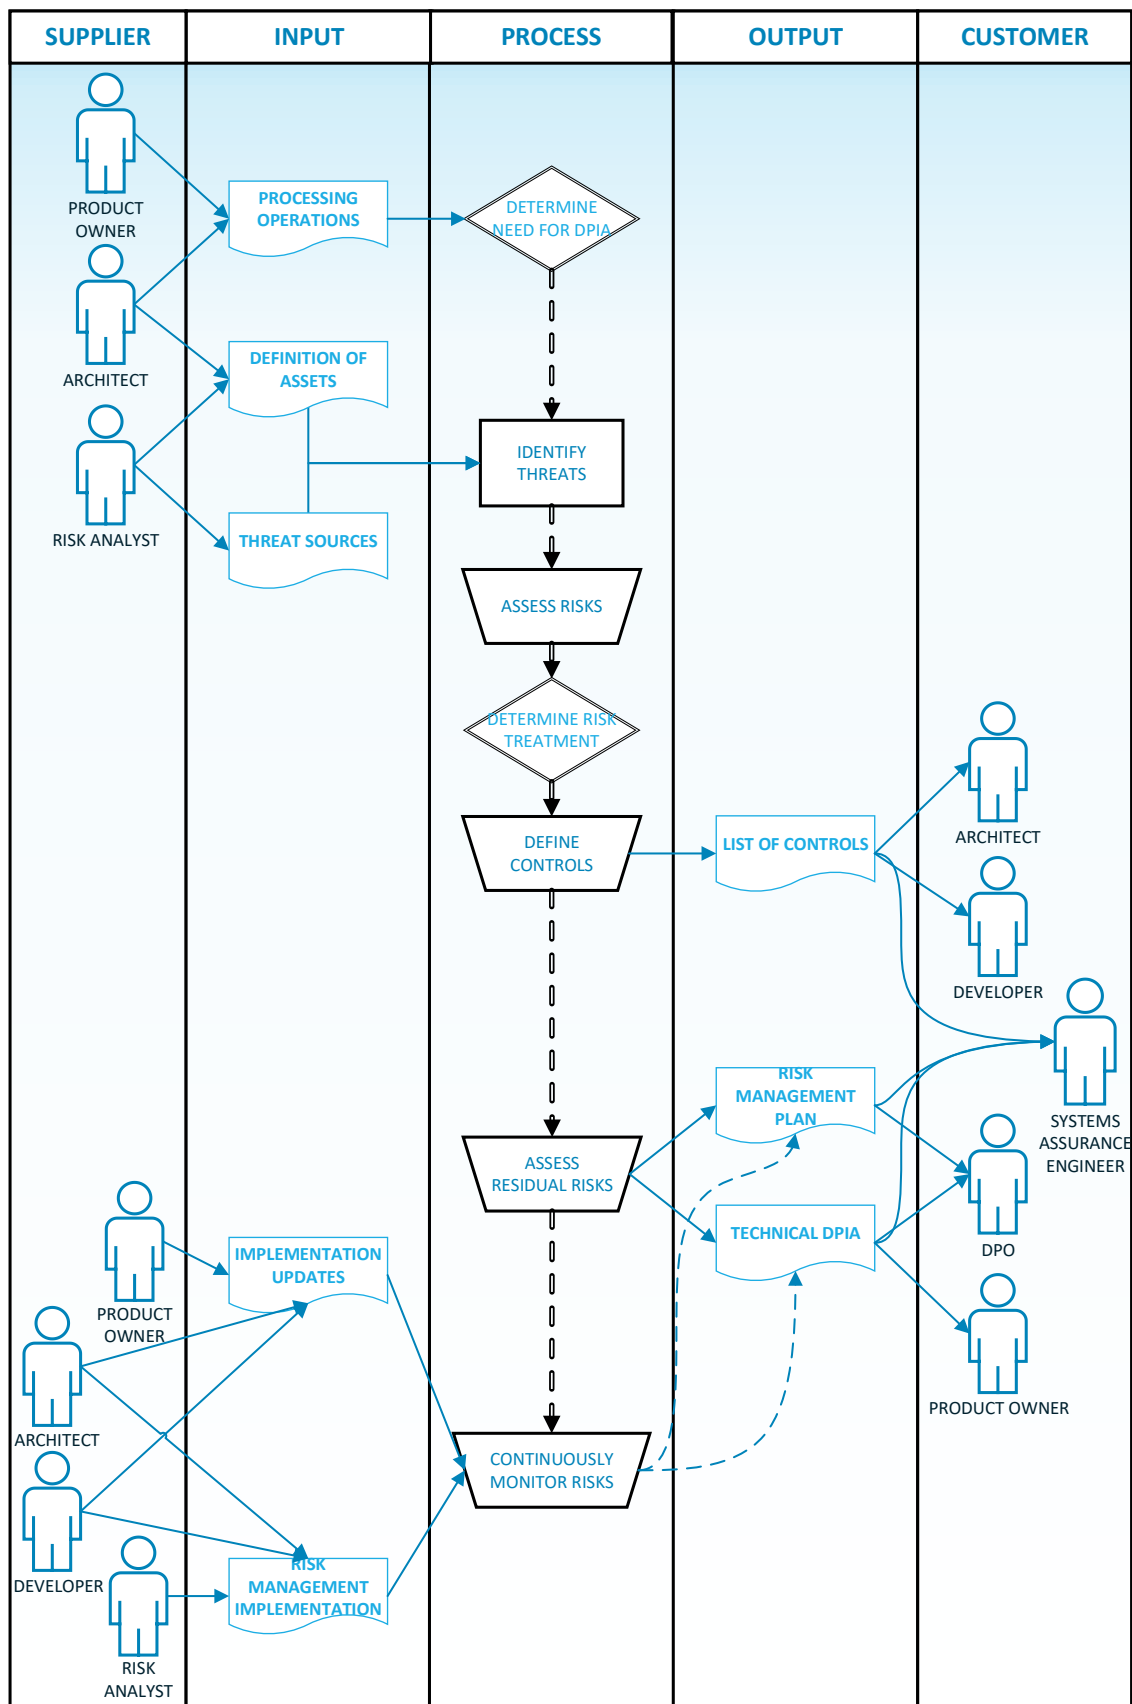 SUPPLIER
INPUT
PROCESS
OUTPUT
CUSTOMER
PRODUCT
OWNER
PROCESSING
OPERATIONS
DETERMINE
NEED FOR DPIA
ARCHITECT
DEFINITION OF
ASSETS
IDENTIFY
THREATS
RISK ANALYST
THREAT SOURCES
ASSESS RISKS
DETERMINE RISK
TREATMENT
DEFINE
CONTROLS
LIST OF CONTROLS
ARCHITECT
DEVELOPER
RISK
MANAGEMENT
PLAN
SYSTEMS
ASSURANCE
ENGINEER
ASSESS
RESIDUAL RISKS
TECHNICAL DPIA
DPO
PRODUCT
OWNER
IMPLEMENTATION
UPDATES
PRODUCT OWNER
ARCHITECT
CONTINUOUSLY
MONITOR RISKS
DEVELOPER
RISK
MANAGEMENT
IMPLEMENTATION
RISK
ANALYST